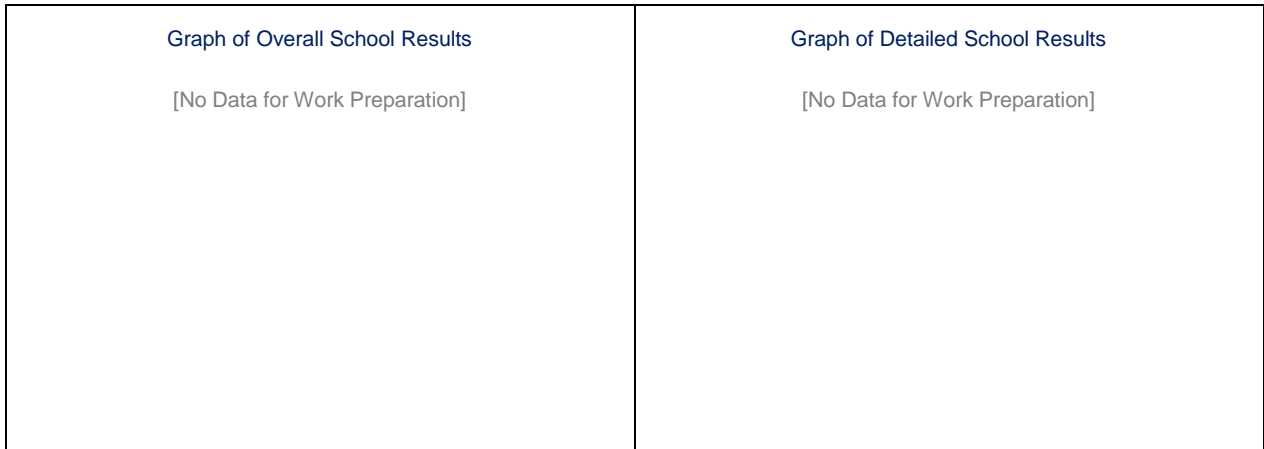 Graph of Overall School Results
[No Data for Work Preparation]
Graph of Detailed School Results
[No Data for Work Preparation]